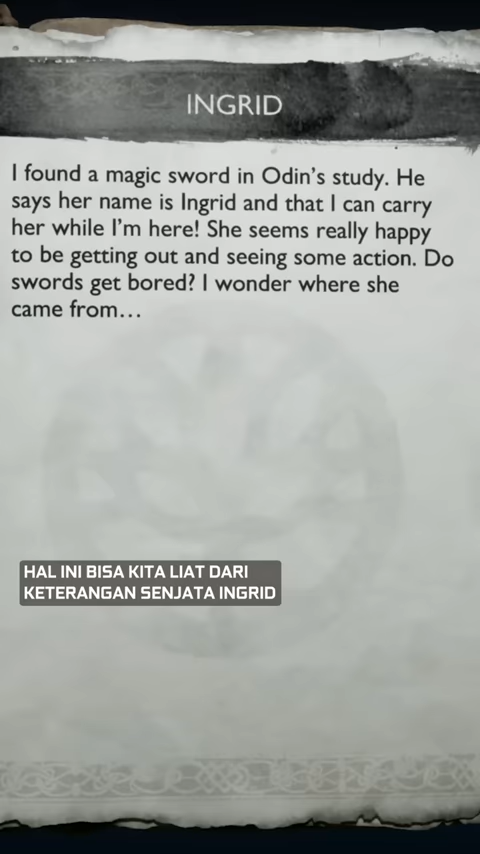 INGRID
I found a magic sword in Odin's study. He
says her name is Ingrid and that I can carry
her while I'm here! She seems really happy
to be getting out and seeing some action. Do
swords get bored? I wonder where she
came from…
HAL INI BISA KITA LIAT DARI
KETERANGAN SENJATA INGRID